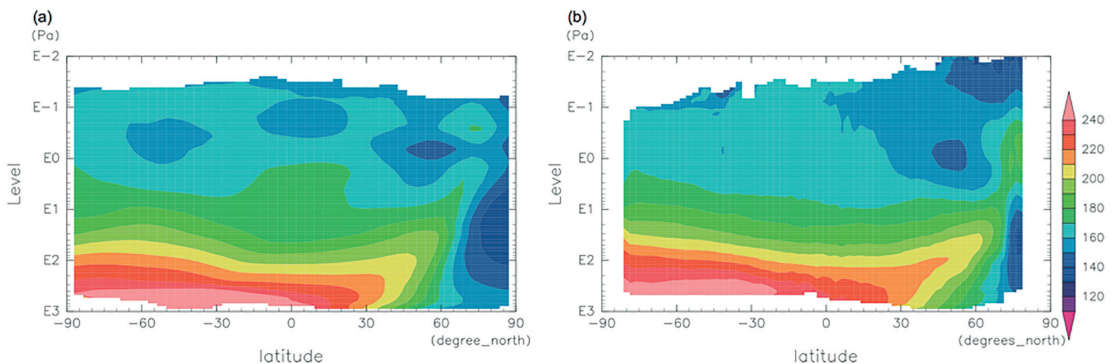 (a)
(Pa)
E-2
E-1
E0
E1
E2
E3
Level
-90 -60 -30 0 30 60 90
(degree_north)
latitude
(b)
(Pa)
E-2
E-1
E0
E1
E2
E3
Level
-90 -60 -30 0 30 60 90
(degrees_north)
latitude
240
220
200
180
160
140
120